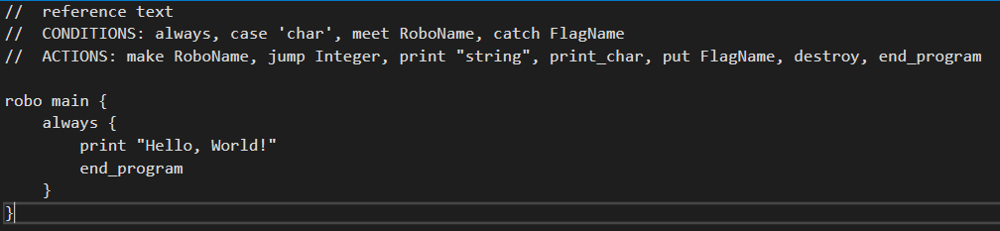 //  reference text
//  CONDITIONS: always, case 'char', meet RoboName, catch FlagName
//  ACTIONS: make RoboName, jump Integer, print "string", print_char, put FlagName, destroy, end_program

robo main {
    always {
        print "Hello, World!"
        end_program
    }
}